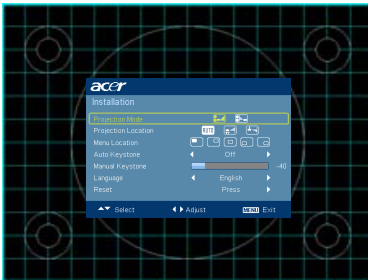 acer
Installation
Projection Mode
Projection Location AUTO
Menu Location
Auto Keystone Off
Manual Keystone -40
Language English
Reset Press
Select Adjust MENU Exit